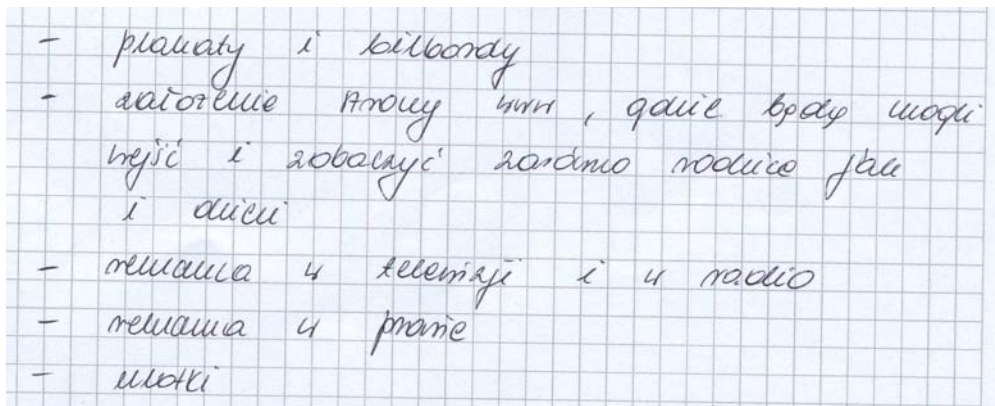 - plakaty i bilbordy
- założenie strony www, gdzie będą mogli
wejść i zobaczyć zarówno rodzice jak
i dzieci
- reklama w telewizji i w radio
- reklama w prasie
- ulotki